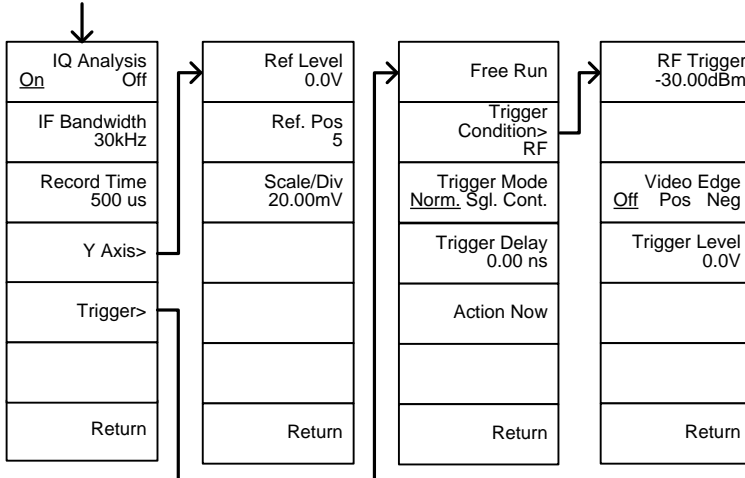 IQ Analysis
On Off
IF Bandwidth
30kHz
Record Time
500 us
Y Axis>
Trigger>
Return
Ref Level
0.0V
Ref. Pos
5
Scale/Div
20.00mV
Return
Free Run
Trigger
Condition>
RF
Trigger Mode
Norm. Sgl. Cont.
Trigger Delay
0.00 ns
Action Now
Return
RF Trigger
-30.00dBm
Video Edge
Off Pos Neg
Trigger Level
0.0V
Return